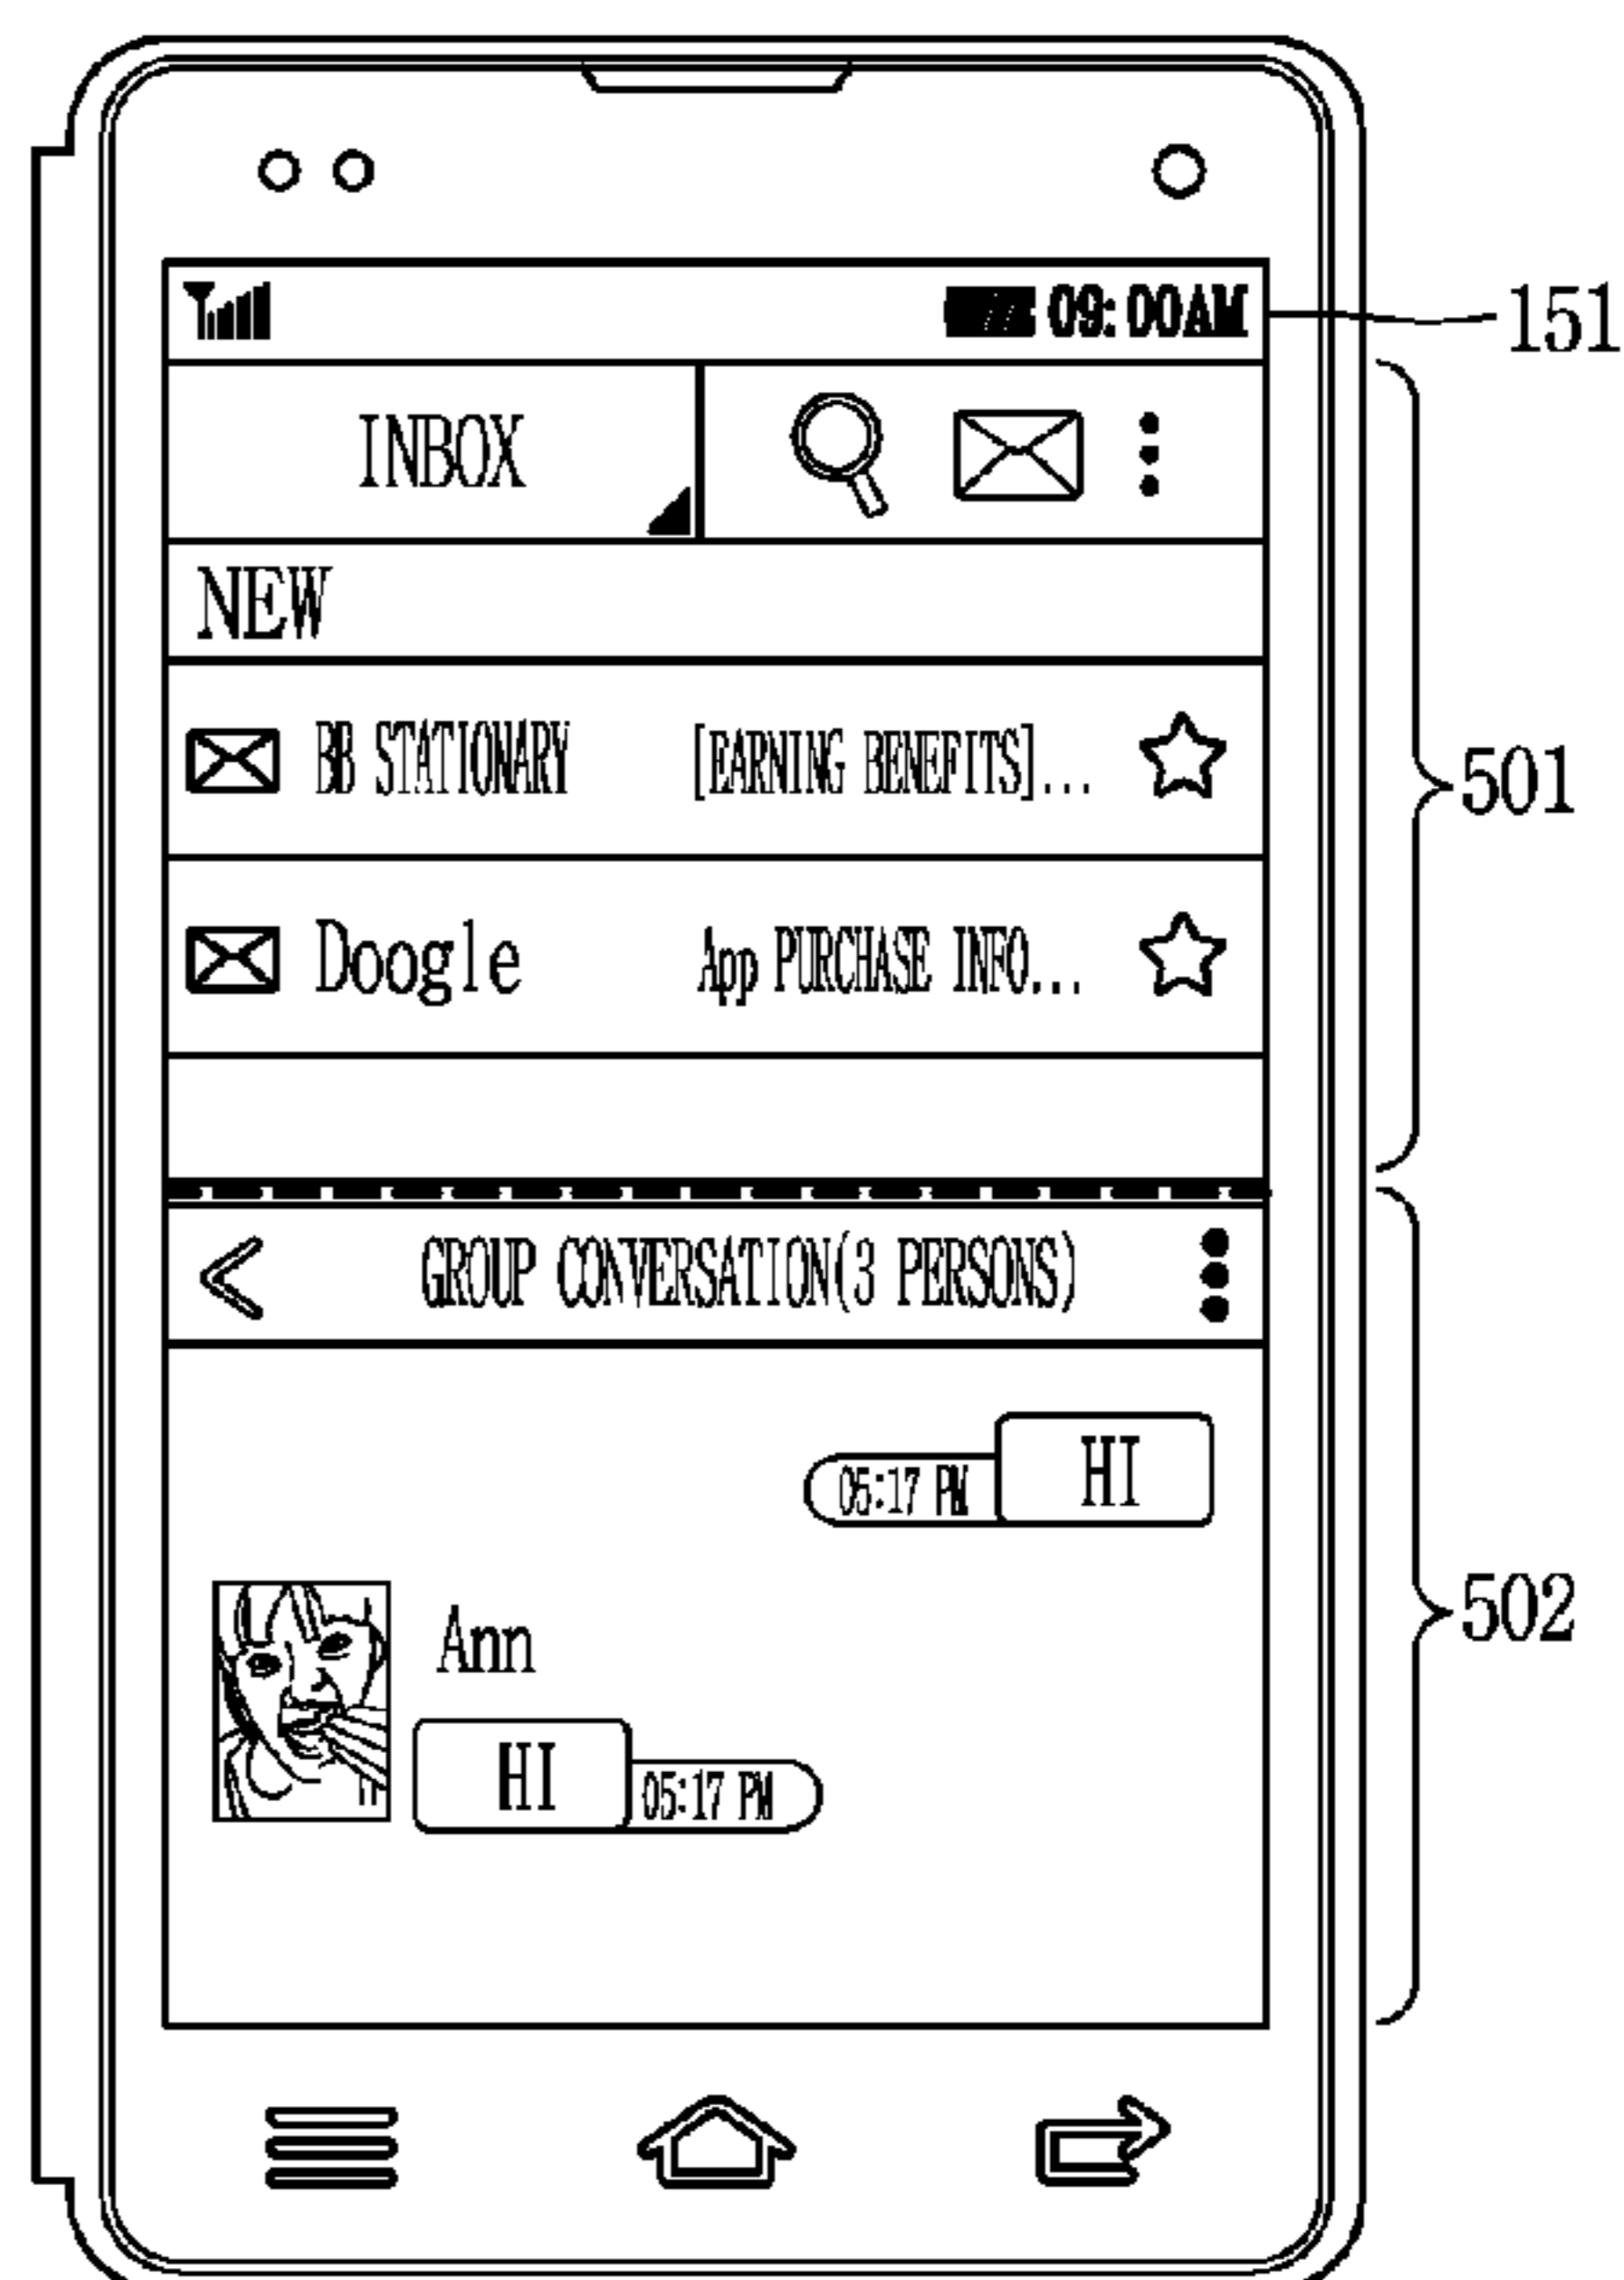 09:00AM
151
INBOX
NEW
BB STATIONARY [EARNING BENEFITS]...
501
Doogle App PURCHASE INFO...
GROUP CONVERSATION(3 PERSONS)
05:17 PM HI
502
Ann
HI 05:17 PM